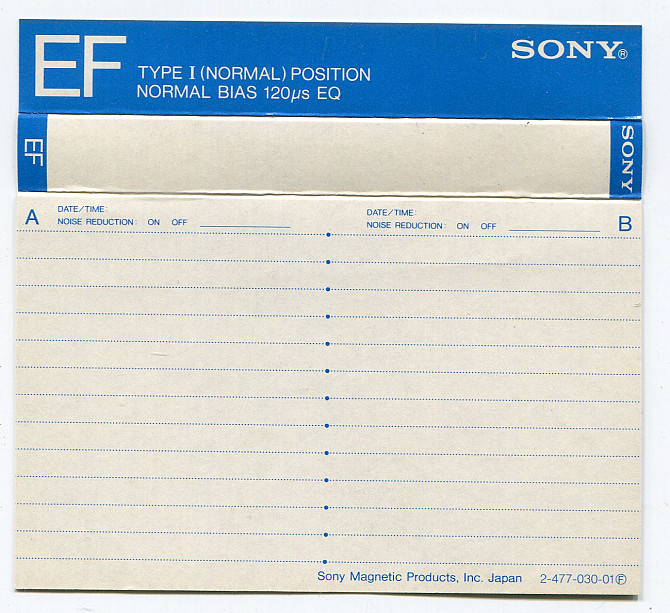 EF
SONY®
TYPE I (NORMAL) POSITION
NORMAL BIAS 120µs EQ
EF
SONY
A
DATE/TIME:
NOISE REDUCTION: ON OFF
DATE/TIME:
NOISE REDUCTION: ON OFF
B
Sony Magnetic Products, Inc. Japan 2-477-030-01Ⓕ